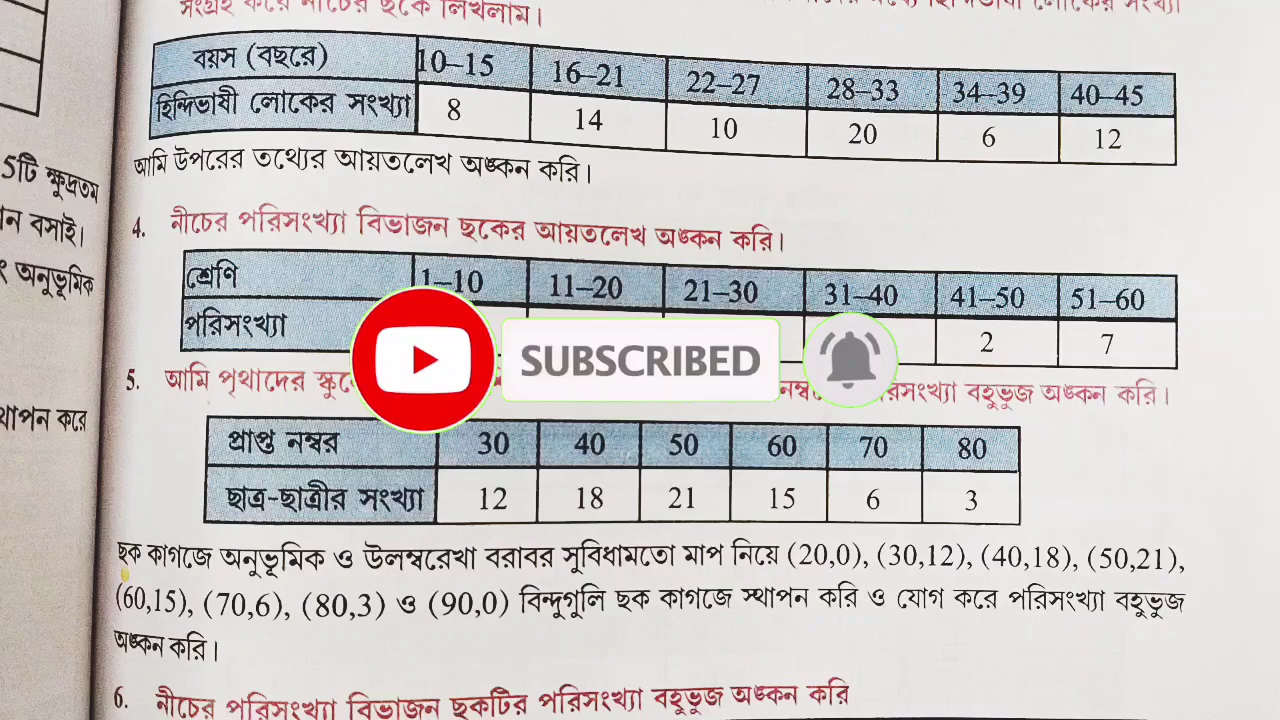 সংগ্রহ করে নীচের ছকে লিখলাম।
বয়স (বছরে) 10–15 16–21 22–27 28–33 34–39 40–45
হিন্দিভাষী লোকের সংখ্যা 8 14 10 20 6 12
আমি উপরের তথ্যের আয়তলেখ অঙ্কন করি।
5টি ক্ষুদ্রতম
বসাই।
অনুভূমিক
স্থাপন করে
4. নীচের পরিসংখ্যা বিভাজন ছকের আয়তলেখ অঙ্কন করি।
শ্রেণি 1–10 11–20 21–30 31–40 41–50 51–60
পরিসংখ্যা 2 7
SUBSCRIBED
5. আমি পৃথাদের পরিসংখ্যা বহুভুজ অঙ্কন করি।
প্রাপ্ত নম্বর 30 40 50 60 70 80
ছাত্র-ছাত্রীর সংখ্যা 12 18 21 15 6 3
ছক কাগজে অনুভূমিক ও উলম্বরেখা বরাবর সুবিধামতো মাপ নিয়ে (20,0), (30,12), (40,18), (50,21),
(60,15), (70,6), (80,3) ও (90,0) বিন্দুগুলি ছক কাগজে স্থাপন করি ও যোগ করে পরিসংখ্যা বহুভুজ
অঙ্কন করি।
6. নীচের পরিসংখ্যা বিভাজন ছকটির পরিসংখ্যা বহুভুজ অঙ্কন করি